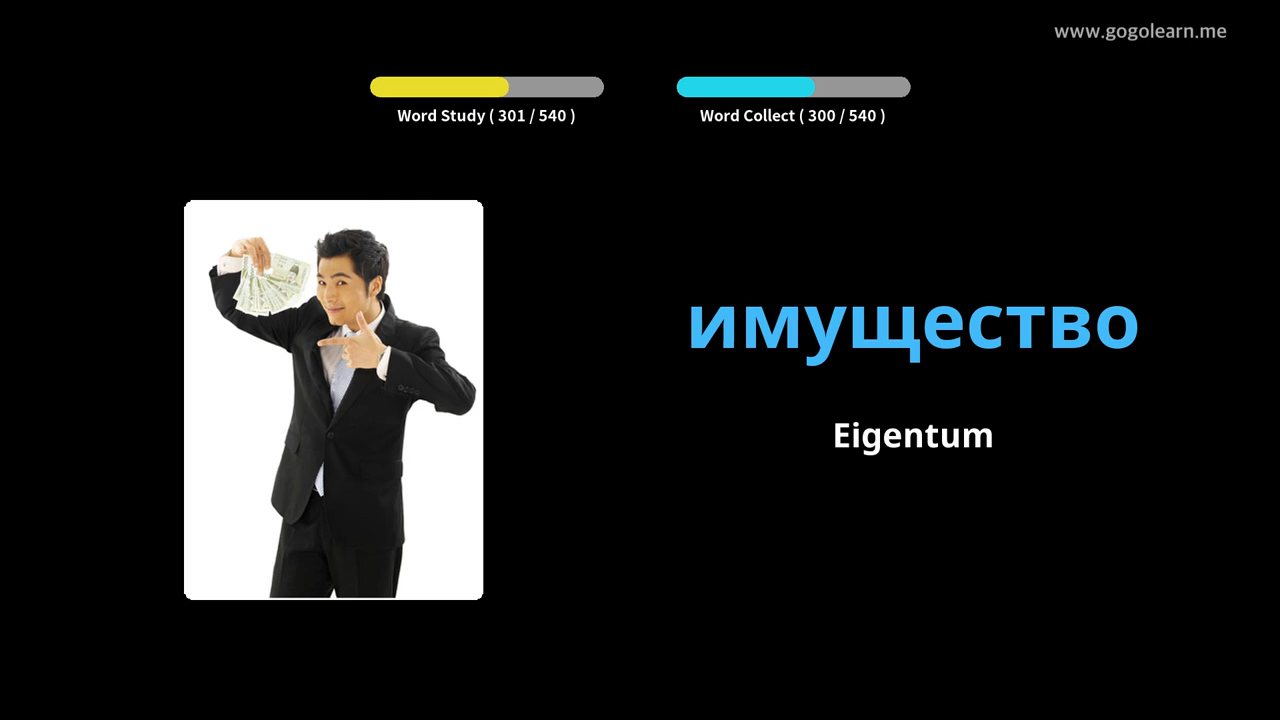 www.gogolearn.me
Word Study ( 301 / 540 )
Word Collect ( 300 / 540 )
имущество
Eigentum